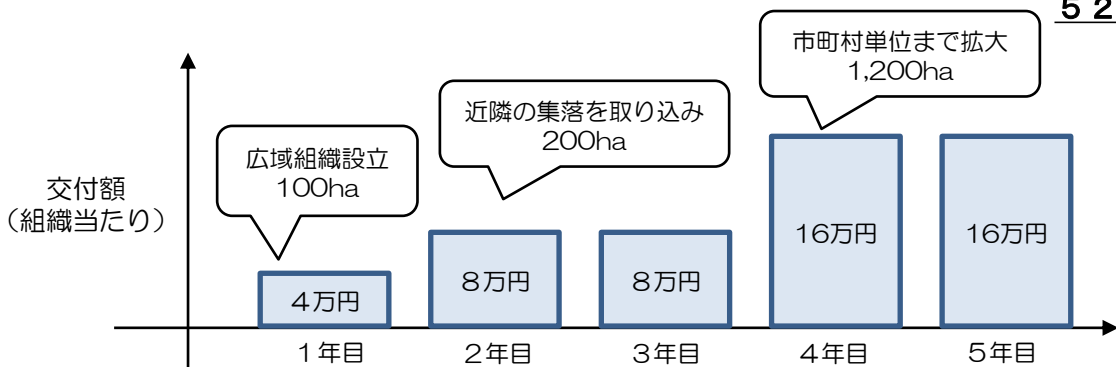 ５２
市町村単位まで拡大
1,200ha
近隣の集落を取り込み
200ha
広域組織設立
100ha
交付額
（組織当たり）
４万円
８万円
８万円
16万円
16万円
１年目
２年目
３年目
４年目
５年目